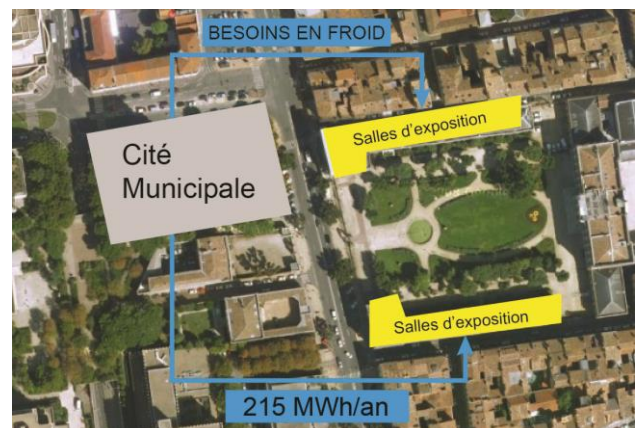 BESOINS EN FROID
Salles d'exposition
Cité
Municipale
Salles d'exposition
215 MWh/an